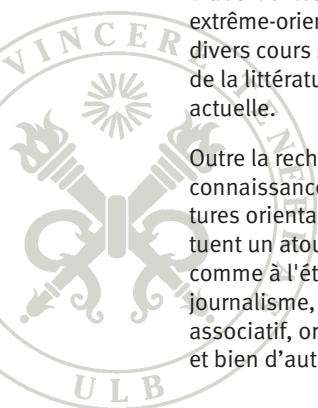 extrême-orien
divers cours s
de la littératu
actuelle.
Outre la rech
connaissance
tures orienta
tuent un atou
comme à l'ét
journalisme,
associatif, or
et bien d'aut
VINCERE TENEBRAS
ULB